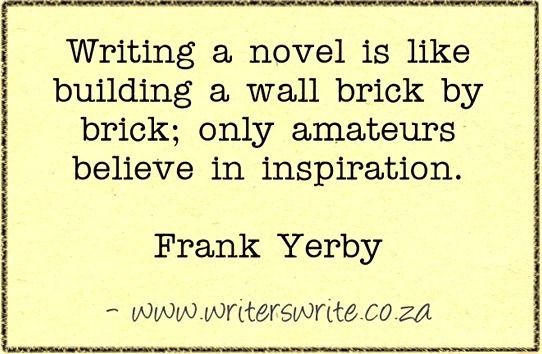 Writing a novel is like
building a wall brick by
brick; only amateurs
believe in inspiration.
Frank Yerby
- www.writerswrite.co.za